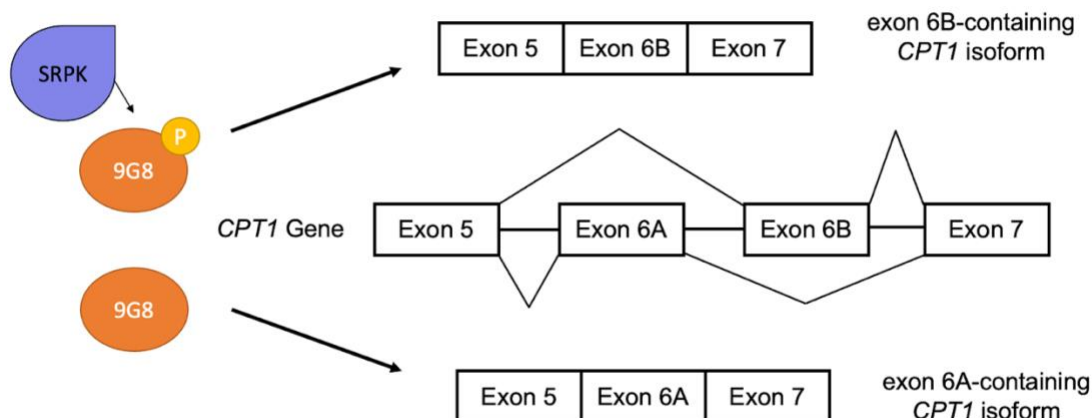 SRPK
P
9G8
Exon 5 Exon 6B Exon 7
exon 6B-containing
CPT1 isoform
CPT1 Gene
Exon 5 Exon 6A Exon 6B Exon 7
9G8
Exon 5 Exon 6A Exon 7
exon 6A-containing
CPT1 isoform